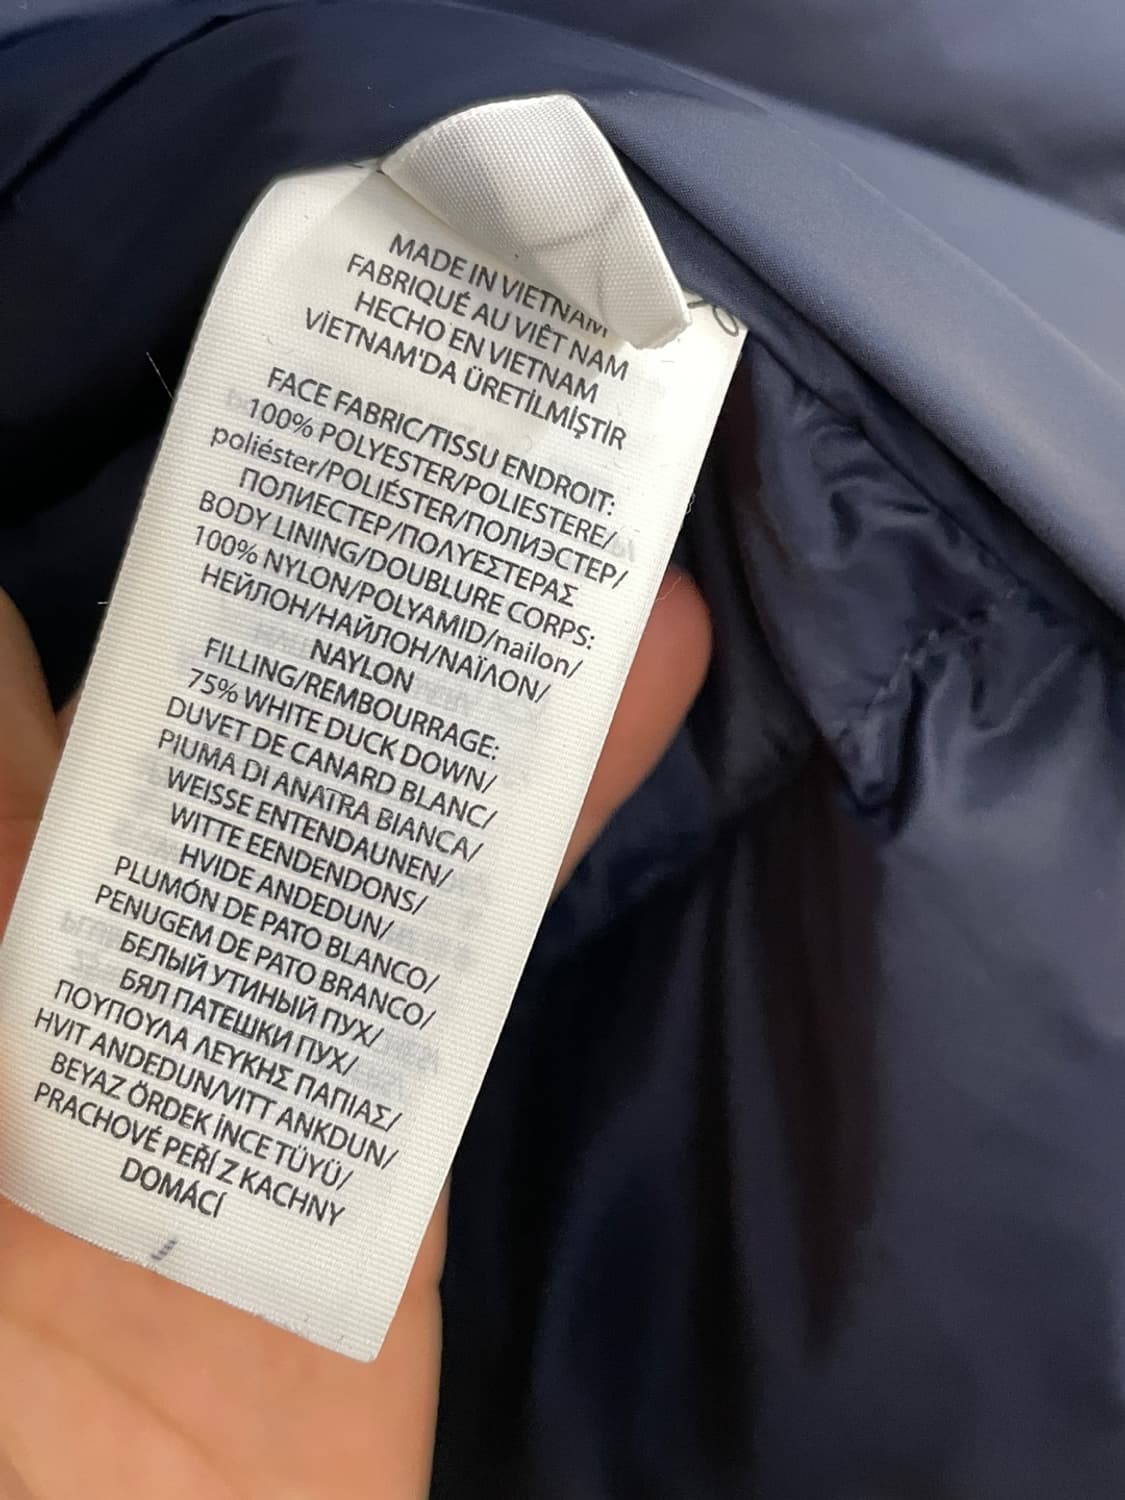 MADE IN VIETNAM
FABRIQUÉ AU VIÊT NAM
HECHO EN VIETNAM
VİETNAM'DA ÜRETİLMİŞTİR
FACE FABRIC/TISSU ENDROIT:
100% POLYESTER/POLIESTERE/
poliéster/POLIÉSTER/ПОЛИЭСТЕР/
ПОЛИЕСТЕР/ΠΟΛΥΕΣΤΕΡΑΣ
BODY LINING/DOUBLURE CORPS:
100% NYLON/POLYAMID/nailon/
НЕЙЛОН/НАЙЛОН/ΝΑΪΛΟΝ/
NAYLON
FILLING/REMBOURRAGE:
75% WHITE DUCK DOWN/
DUVET DE CANARD BLANC/
PIUMA DI ANATRA BIANCA/
WEISSE ENTENDAUNEN/
WITTE EENDENDONS/
HVIDE ANDEDUN/
PLUMÓN DE PATO BLANCO/
PENUGEM DE PATO BRANCO/
БЕЛЫЙ УТИНЫЙ ПУХ/
БЯЛ ПАТЕШКИ ПУХ/
ΠΟΥΠΟΥΛΑ ΛΕΥΚΗΣ ΠΑΠΙΑΣ/
HVIT ANDEDUN/VITT ANKDUN/
BEYAZ ÖRDEK İNCE TÜYÜ/
PRACHOVÉ PEŘÍ Z KACHNY
DOMÁCÍ